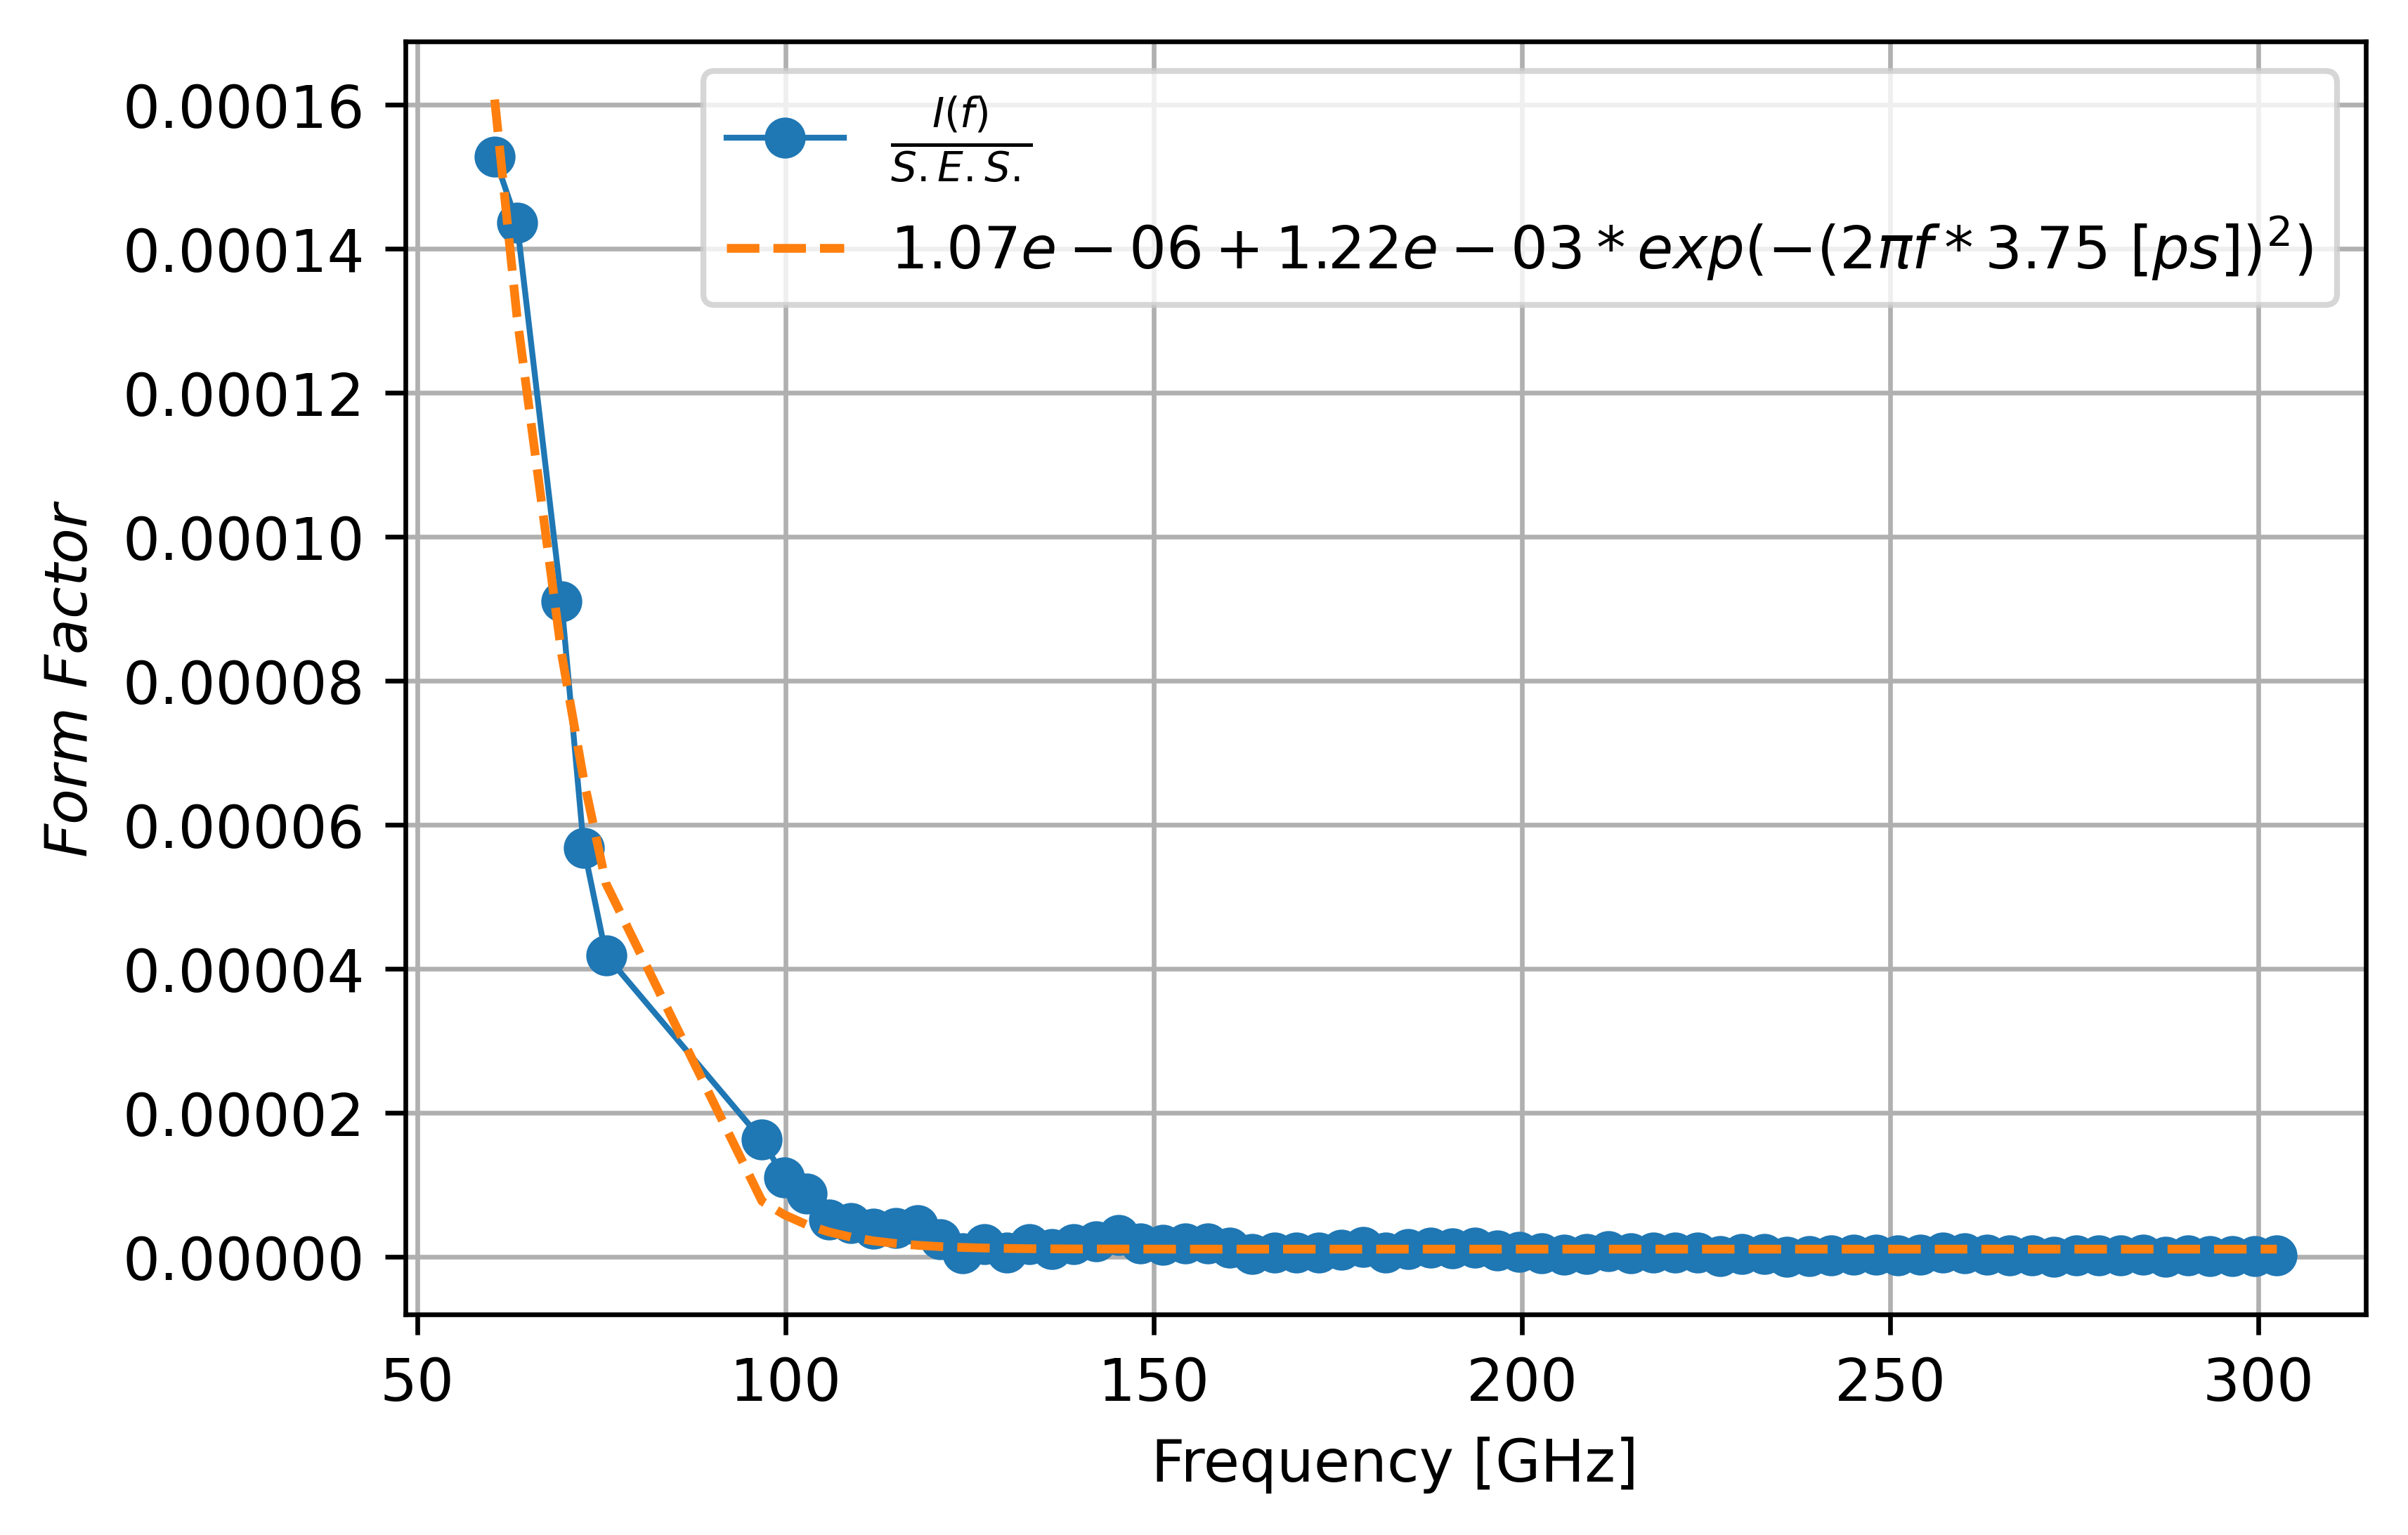 0.00016
0.00014
0.00012
0.00010
0.00008
0.00006
0.00004
0.00002
0.00000
Form Factor
I(f)
S.E.S.
1.07e−06+1.22e−03*exp(−(2πf*3.75 [ps])²)
50 100 150 200 250 300
Frequency [GHz]